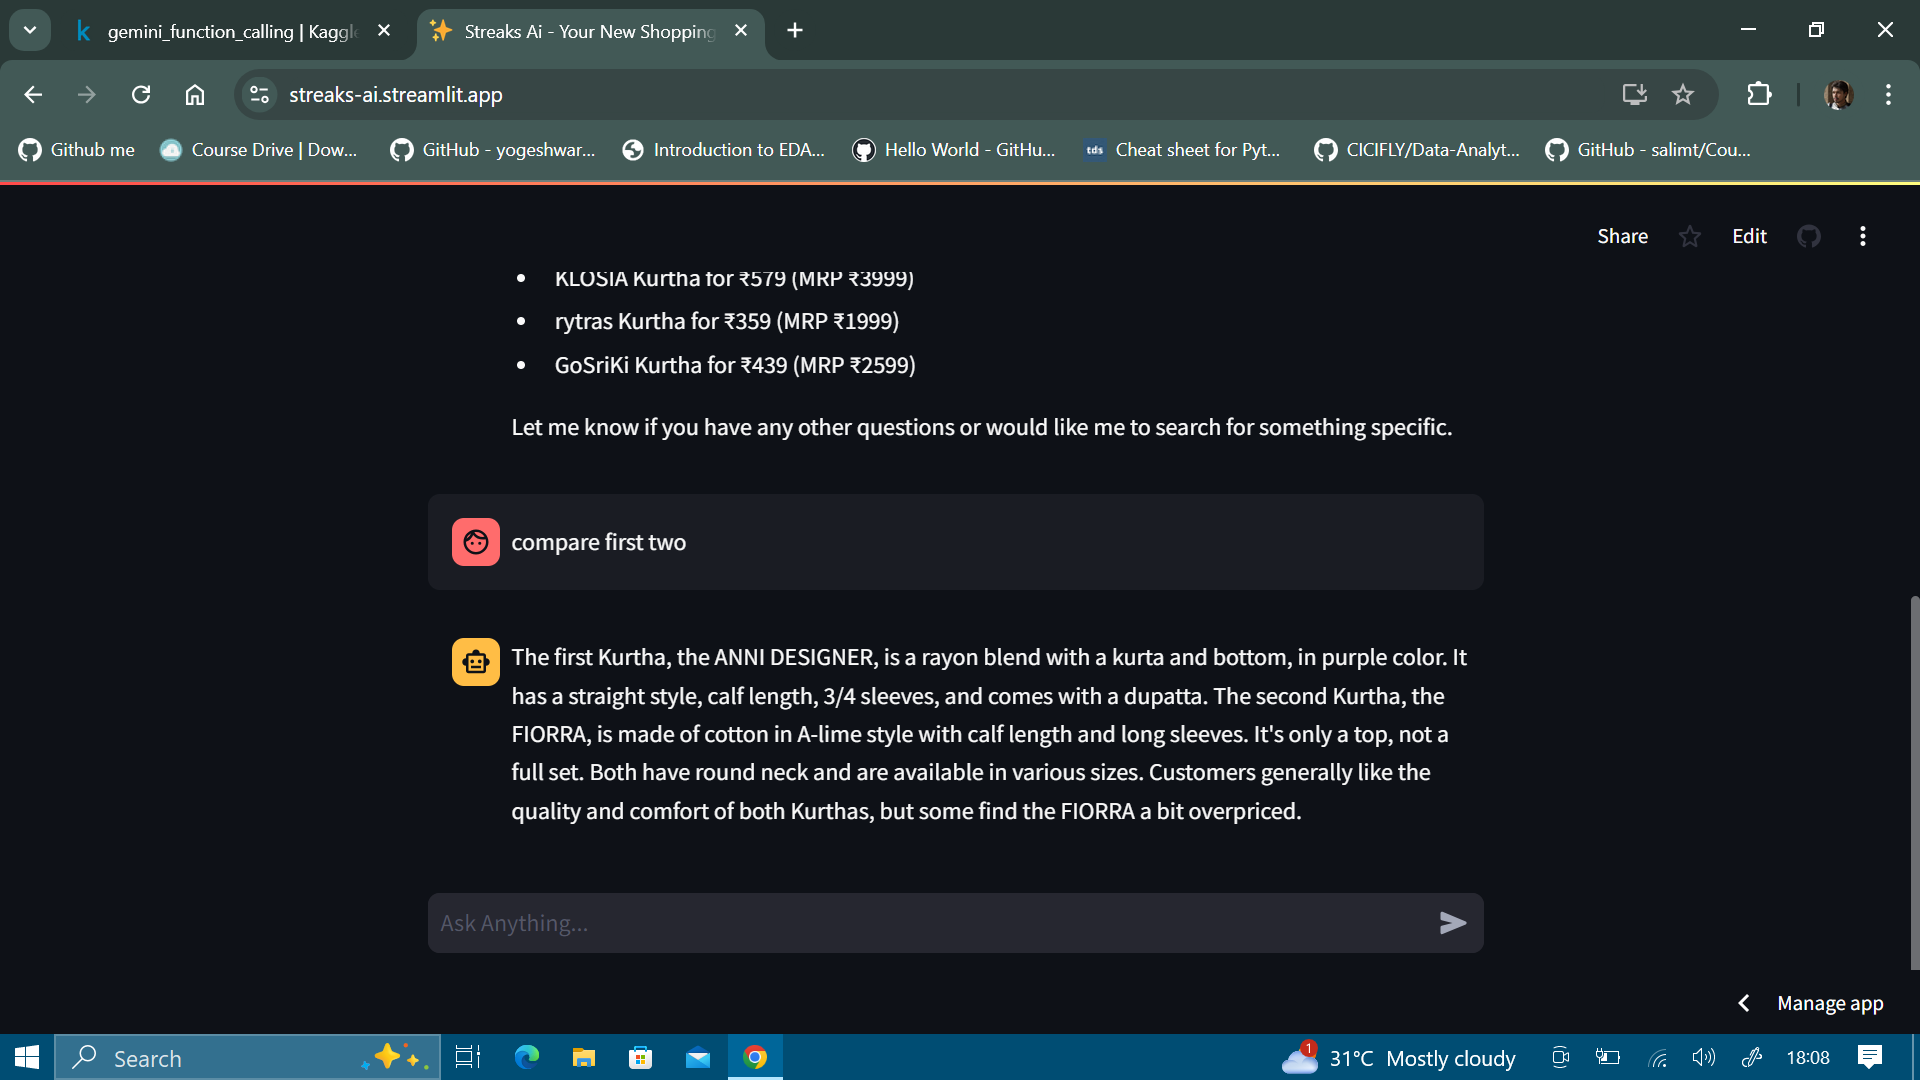 gemini_function_calling | Kaggle
Streaks Ai - Your New Shopping
streaks-ai.streamlit.app
Github me
Course Drive | Dow...
GitHub - yogeshwar...
Introduction to EDA...
Hello World - GitHu...
tds Cheat sheet for Pyt...
CICIFLY/Data-Analyt...
GitHub - salimt/Cou...
Share
Edit
• KLOSIA Kurtha for ₹579 (MRP ₹3999)
• rytras Kurtha for ₹359 (MRP ₹1999)
• GoSriKi Kurtha for ₹439 (MRP ₹2599)
Let me know if you have any other questions or would like me to search for something specific.
compare first two
The first Kurtha, the ANNI DESIGNER, is a rayon blend with a kurta and bottom, in purple color. It
has a straight style, calf length, 3/4 sleeves, and comes with a dupatta. The second Kurtha, the
FIORRA, is made of cotton in A-lime style with calf length and long sleeves. It's only a top, not a
full set. Both have round neck and are available in various sizes. Customers generally like the
quality and comfort of both Kurthas, but some find the FIORRA a bit overpriced.
Ask Anything...
Manage app
Search
1
31°C Mostly cloudy
18:08